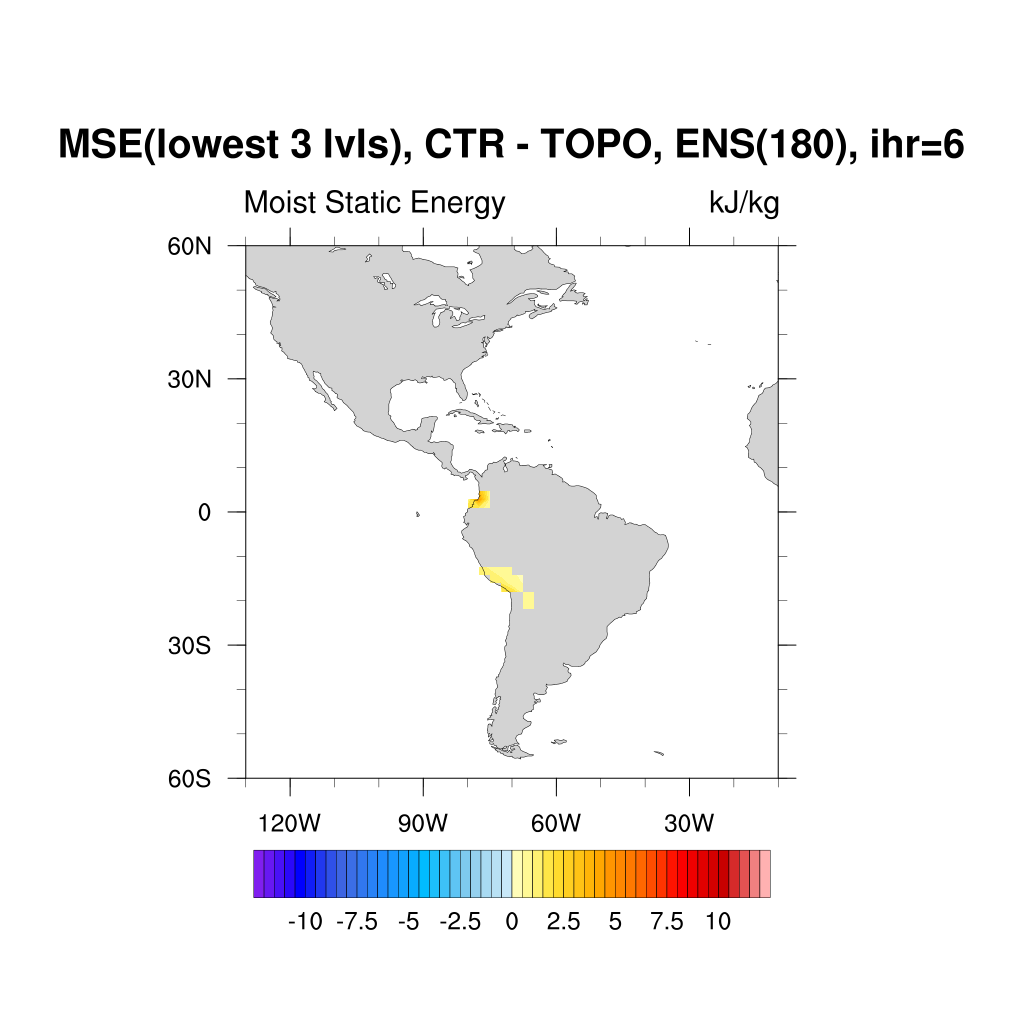 MSE(lowest 3 lvls), CTR - TOPO, ENS(180), ihr=6
Moist Static Energy kJ/kg
60N
30N
0
30S
60S
120W 90W 60W 30W
-10 -7.5 -5 -2.5 0 2.5 5 7.5 10